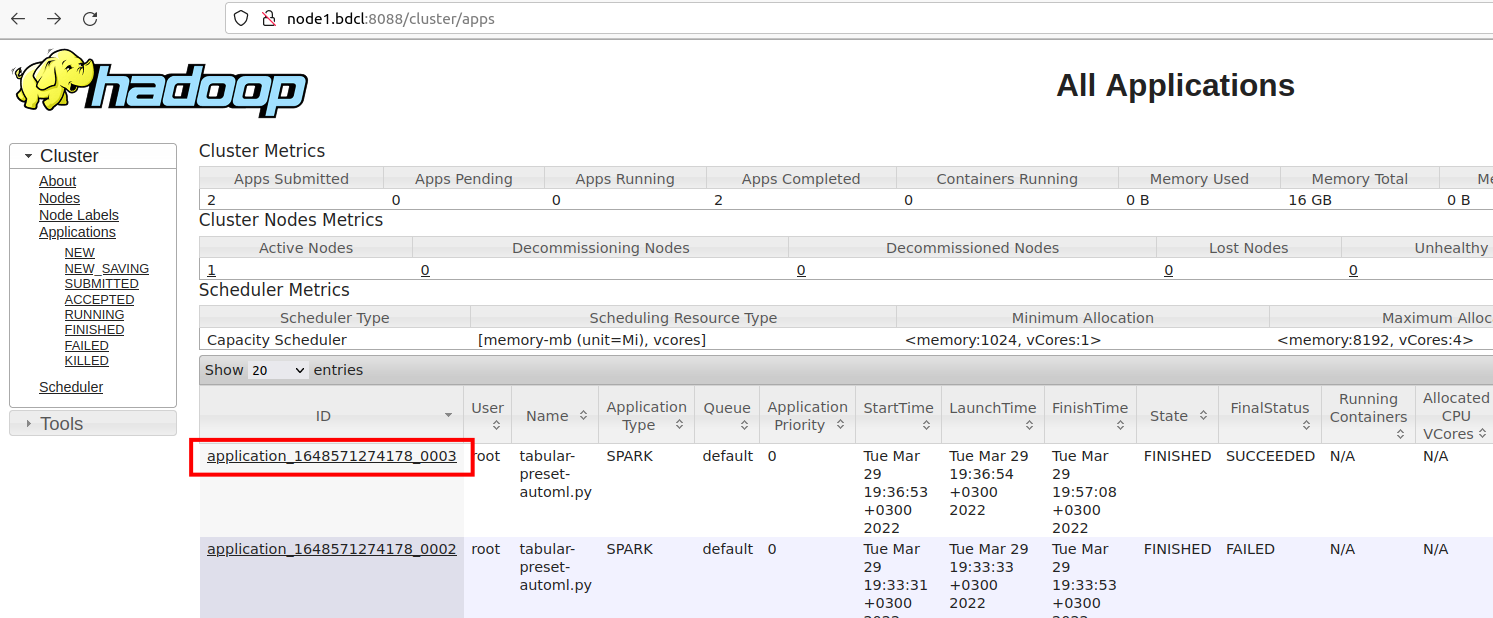 node1.bdcl:8088/cluster/apps
hadoop
All Applications
Cluster
About
Nodes
Node Labels
Applications
NEW
NEW_SAVING
SUBMITTED
ACCEPTED
RUNNING
FINISHED
FAILED
KILLED
Scheduler
Tools
Cluster Metrics
Apps Submitted Apps Pending Apps Running Apps Completed Containers Running Memory Used Memory Total
2 0 0 2 0 0 B 16 GB 0 B
Cluster Nodes Metrics
Active Nodes Decommissioning Nodes Decommissioned Nodes Lost Nodes Unhealthy
1 0 0 0 0
Scheduler Metrics
Scheduler Type Scheduling Resource Type Minimum Allocation Maximum Alloc
Capacity Scheduler [memory-mb (unit=Mi), vcores] <memory:1024, vCores:1> <memory:8192, vCores:4>
Show 20 entries
ID User Name Application Type Queue Application Priority StartTime LaunchTime FinishTime State FinalStatus Running Containers Allocated CPU VCores
application_1648571274178_0003 root tabular-preset-automl.py SPARK default 0 Tue Mar 29 19:36:53 +0300 2022 Tue Mar 29 19:36:54 +0300 2022 Tue Mar 29 19:57:08 +0300 2022 FINISHED SUCCEEDED N/A N/A
application_1648571274178_0002 root tabular-preset-automl.py SPARK default 0 Tue Mar 29 19:33:31 +0300 Tue Mar 29 19:33:33 +0300 2022 Tue Mar 29 19:33:53 +0300 FINISHED FAILED N/A N/A